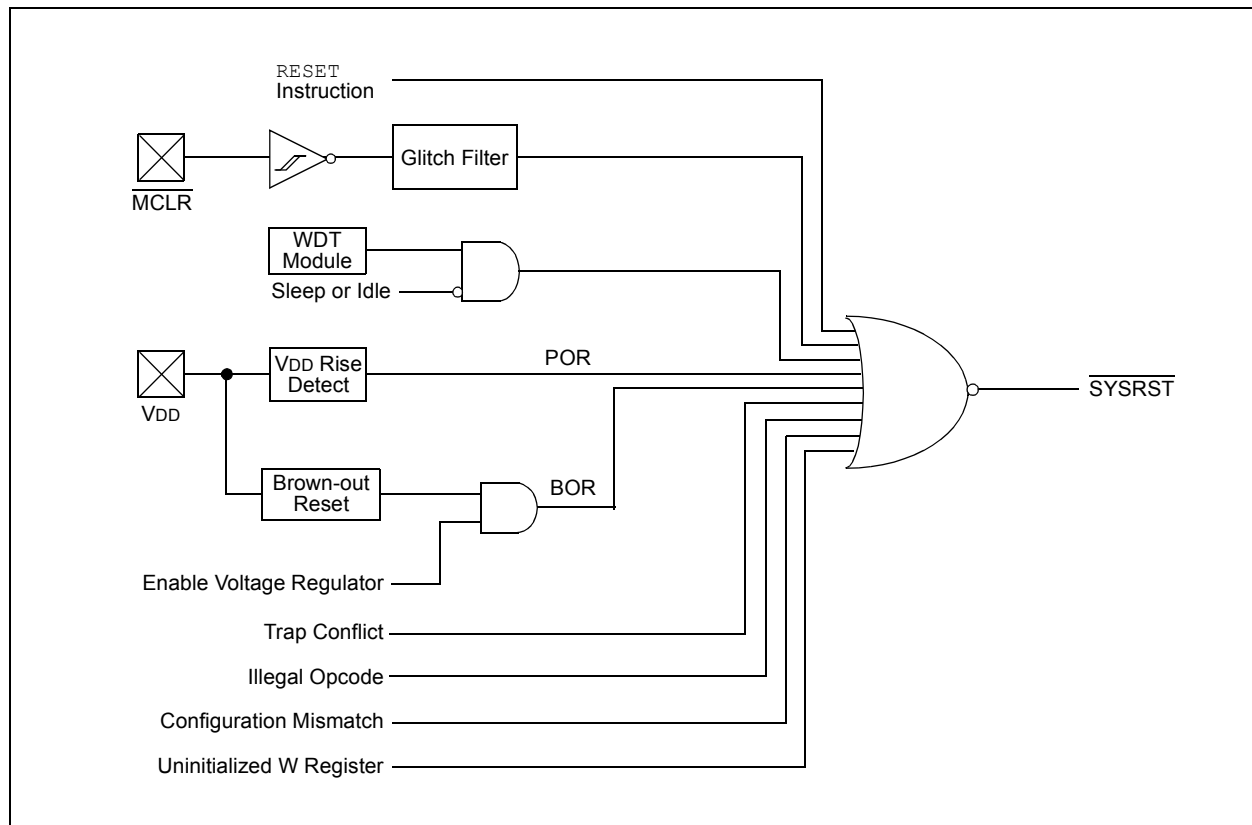 RESET
Instruction
Glitch Filter
MCLR
WDT
Module
Sleep or Idle
VDD Rise
Detect
POR
VDD
SYSRST
Brown-out
Reset
BOR
Enable Voltage Regulator
Trap Conflict
Illegal Opcode
Configuration Mismatch
Uninitialized W Register